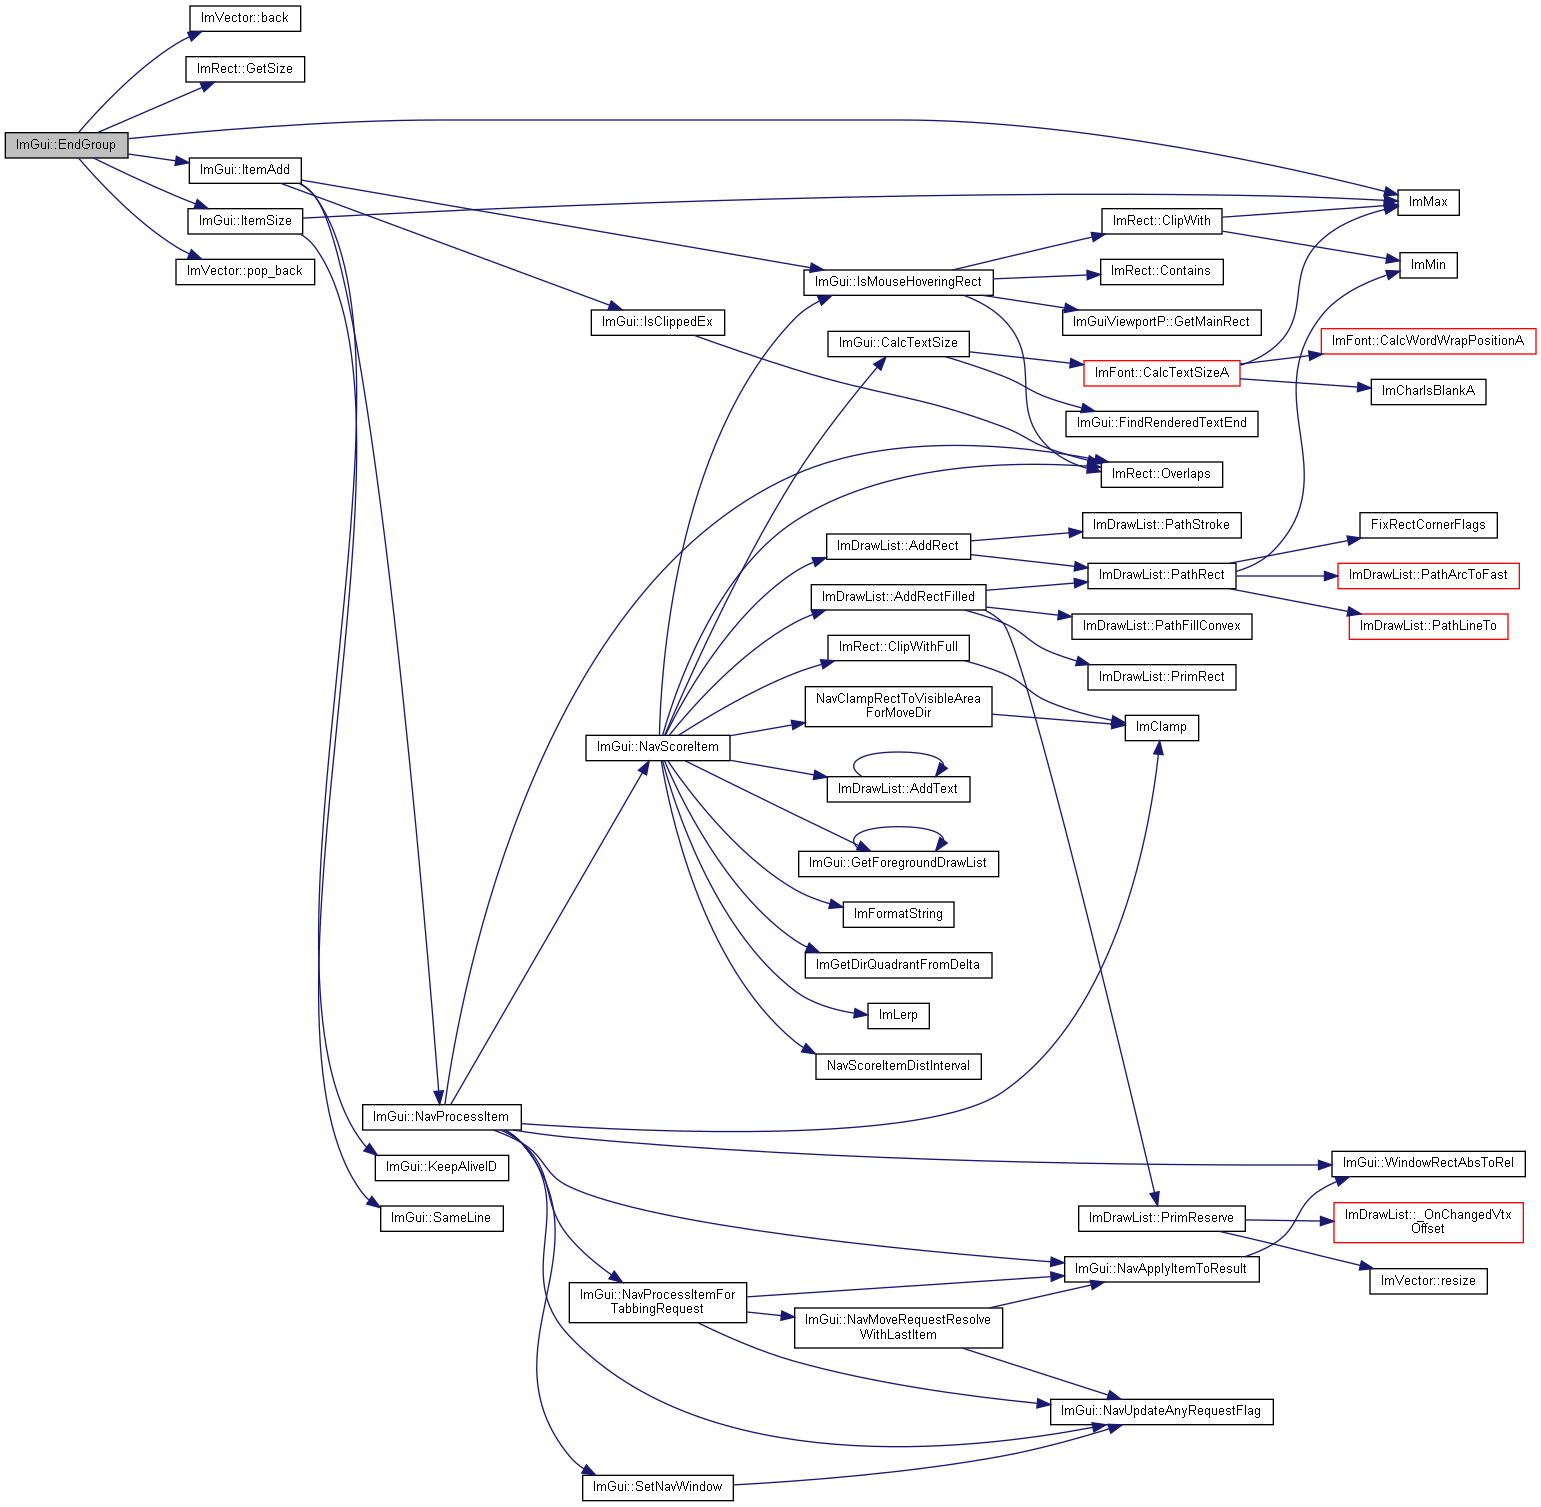 ImVector::back
ImRect::GetSize
ImGui::EndGroup
ImGui::ItemAdd
ImGui::ItemSize
ImVector::pop_back
ImMax
ImRect::ClipWith
ImMin
ImRect::Contains
ImGui::IsMouseHoveringRect
ImGui::IsClippedEx
ImGuiViewportP::GetMainRect
ImGui::CalcTextSize
ImFont::CalcWordWrapPositionA
ImFont::CalcTextSizeA
ImCharIsBlankA
ImGui::FindRenderedTextEnd
ImRect::Overlaps
ImDrawList::PathStroke
FixRectCornerFlags
ImDrawList::AddRect
ImDrawList::PathRect
ImDrawList::PathArcToFast
ImDrawList::AddRectFilled
ImDrawList::PathFillConvex
ImDrawList::PathLineTo
ImRect::ClipWithFull
ImDrawList::PrimRect
NavClampRectToVisibleArea
ForMoveDir
ImClamp
ImGui::NavScoreItem
ImDrawList::AddText
ImGui::GetForegroundDrawList
ImFormatString
ImGetDirQuadrantFromDelta
ImLerp
NavScoreItemDistInterval
ImGui::NavProcessItem
ImGui::KeepAliveID
ImGui::WindowRectAbsToRel
ImGui::SameLine
ImDrawList::PrimReserve
ImDrawList::_OnChangedVtx
Offset
ImGui::NavApplyItemToResult
ImVector::resize
ImGui::NavProcessItemFor
TabbingRequest
ImGui::NavMoveRequestResolve
WithLastItem
ImGui::NavUpdateAnyRequestFlag
ImGui::SetNavWindow